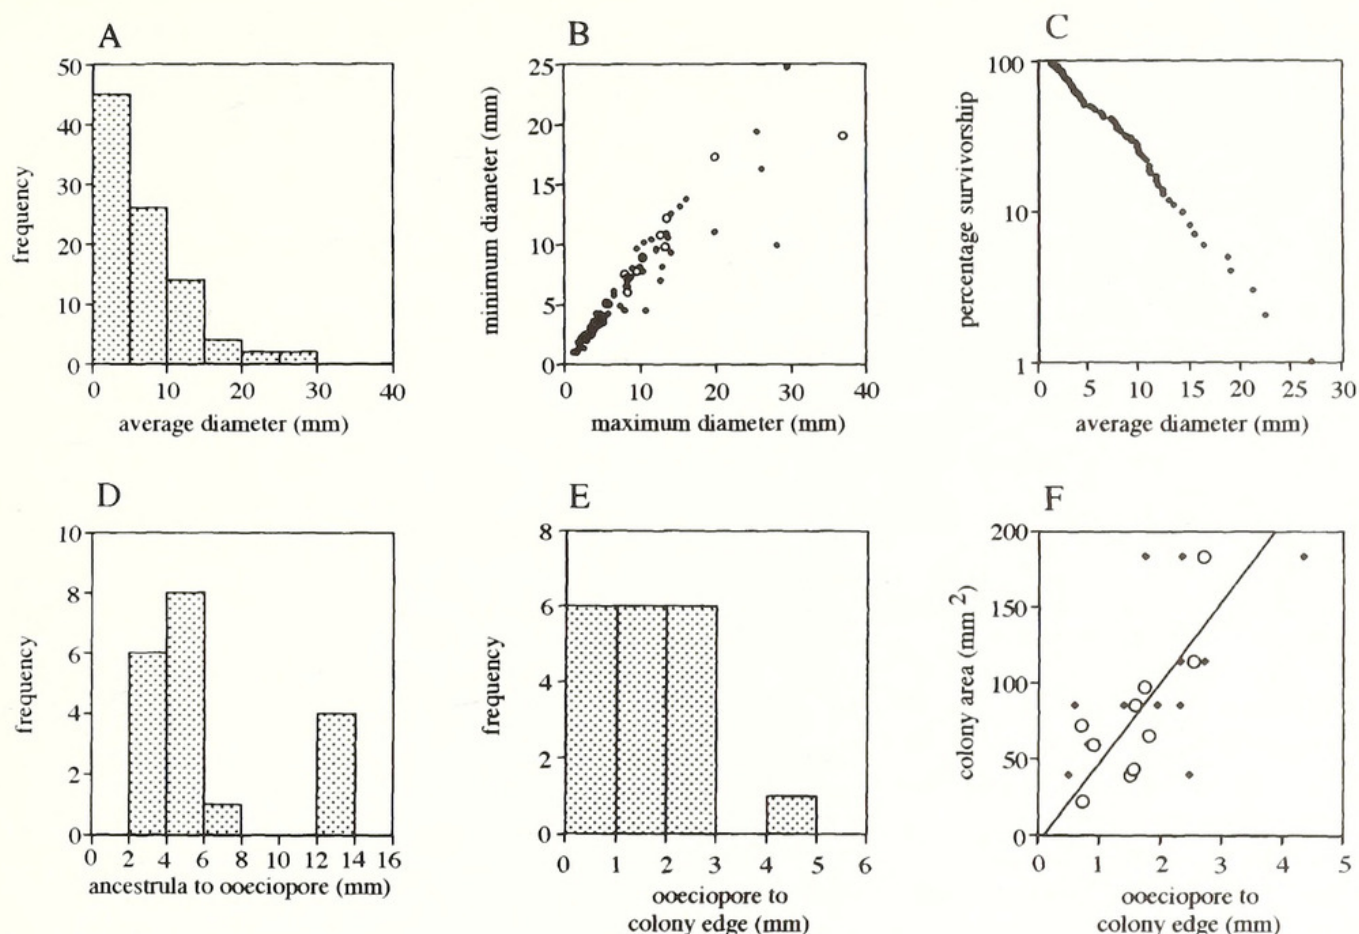 A
50
40
30
20
10
0
frequency
0 10 20 30 40
average diameter (mm)
B
25
20
15
10
5
0
minimum diameter (mm)
0 10 20 30 40
maximum diameter (mm)
C
100
10
1
percentage survivorship
0 5 10 15 20 25 30
average diameter (mm)
D
10
8
6
4
2
0
frequency
0 2 4 6 8 10 12 14 16
ancestrula to ooeciopore (mm)
E
8
6
4
2
0
frequency
0 1 2 3 4 5 6
ooeciopore to
colony edge (mm)
F
200
150
100
50
0
colony area (mm 2)
0 1 2 3 4 5
ooeciopore to
colony edge (mm)